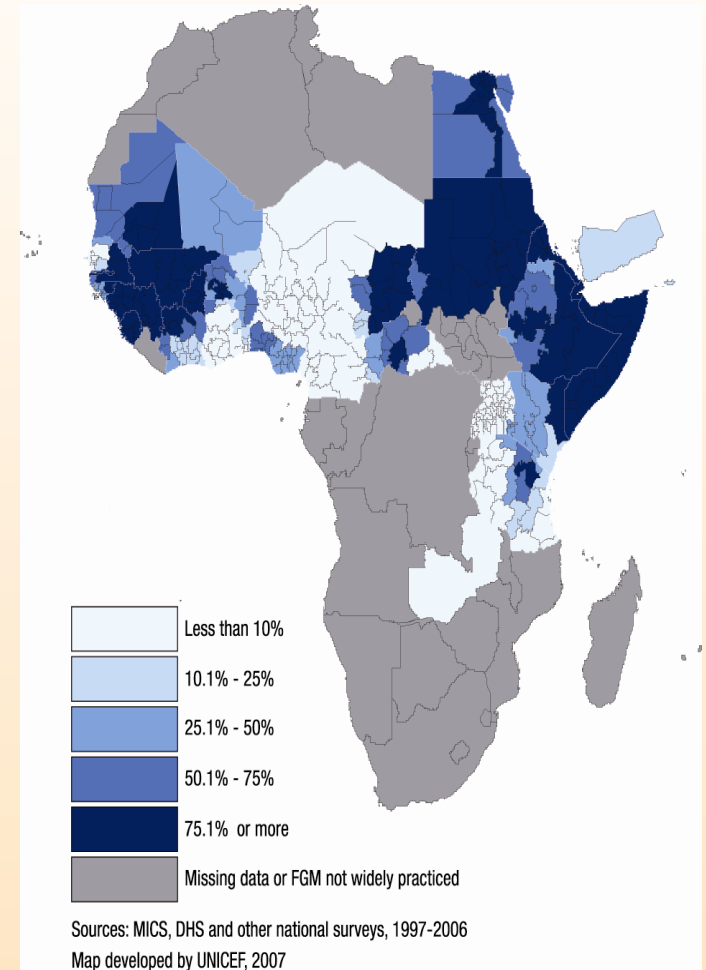 Less than 10%
10.1% - 25%
25.1% - 50%
50.1% - 75%
75.1% or more
Missing data or FGM not widely practiced
Sources: MICS, DHS and other national surveys, 1997-2006
Map developed by UNICEF, 2007